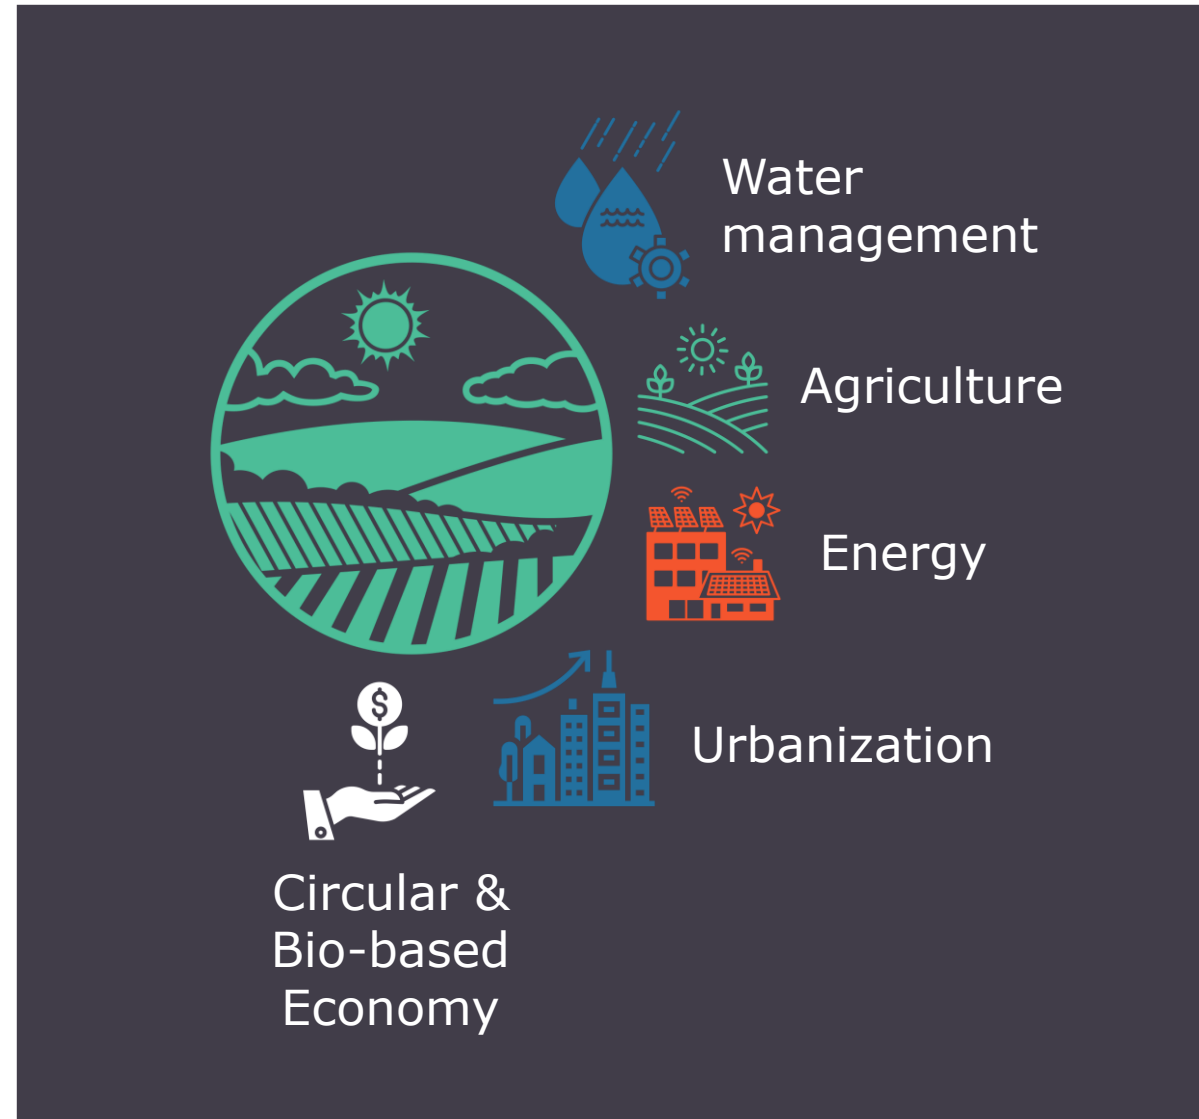 Water
management
Agriculture
Energy
Urbanization
$
Circular &
Bio-based
Economy